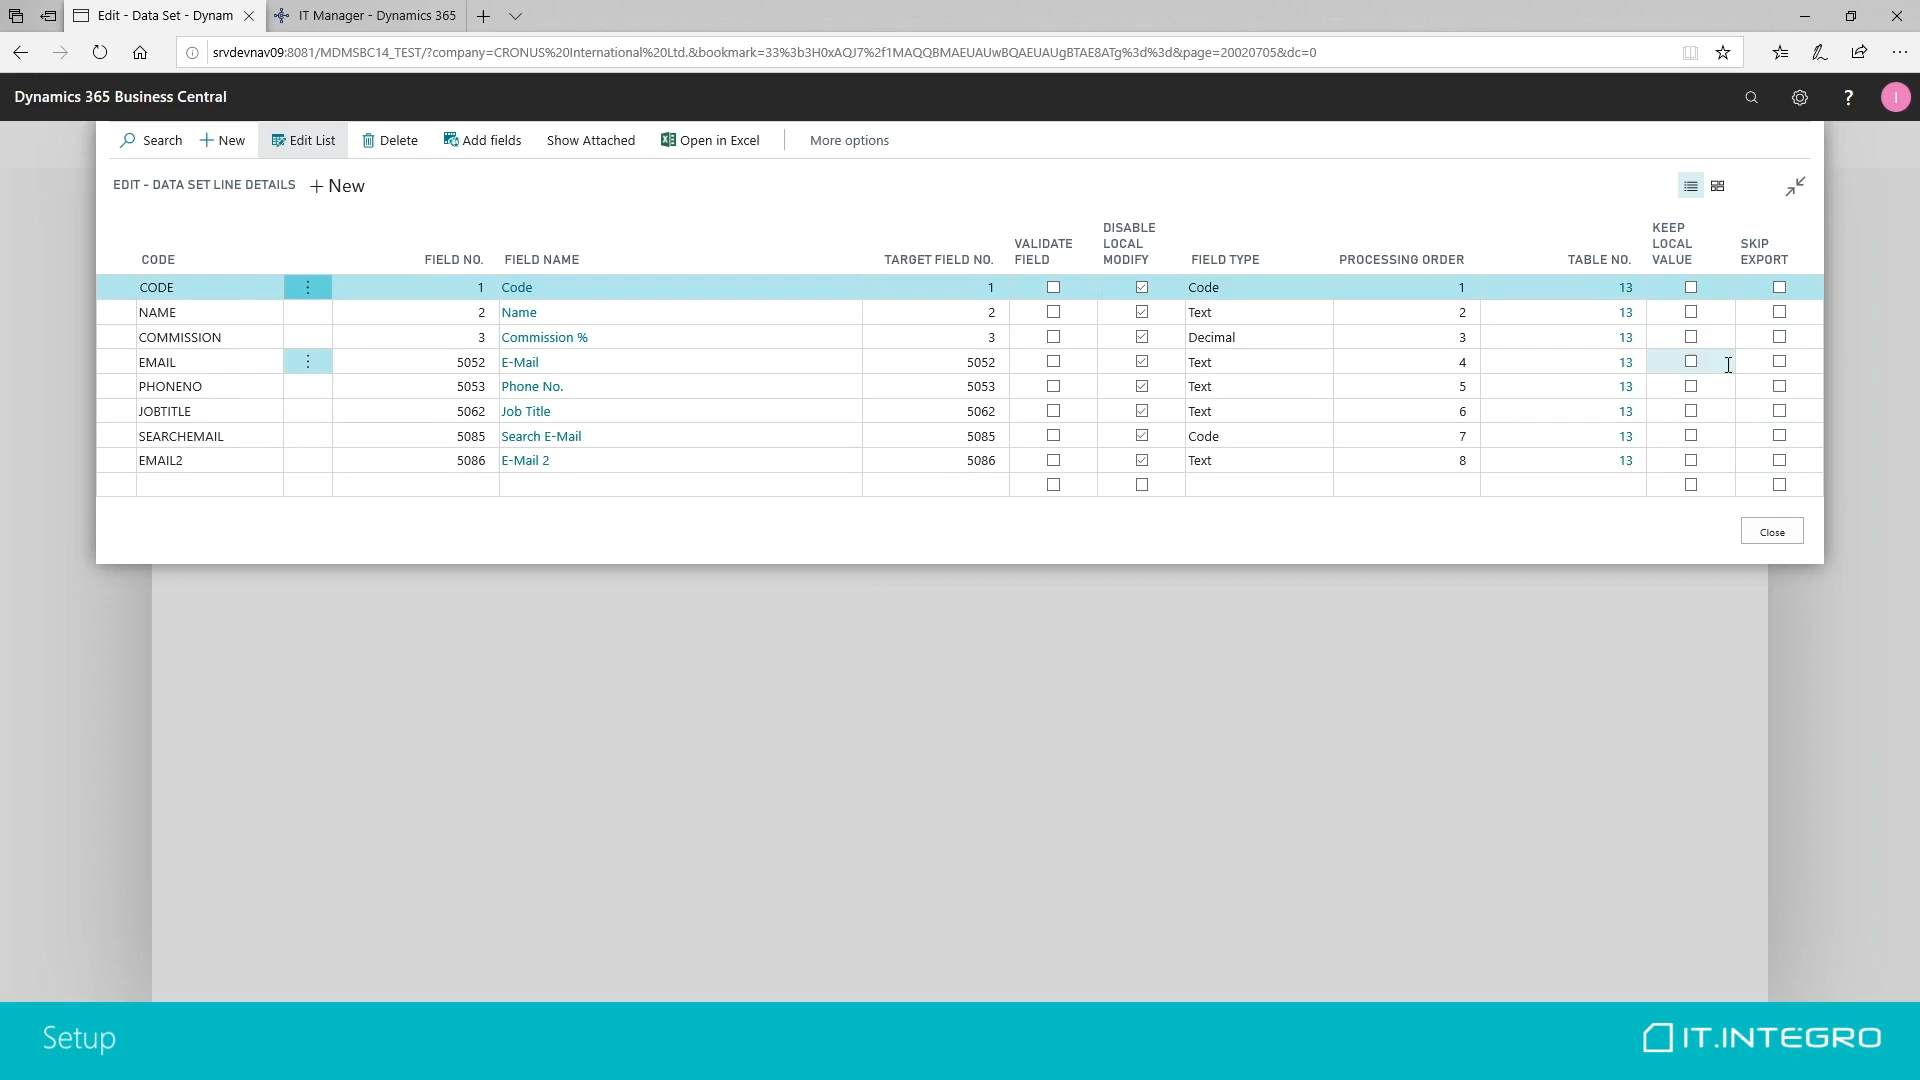 Edit - Data Set - Dynam
IT Manager - Dynamics 365
srvdevnav09:8081/MDMSBC14_TEST/?company=CRONUS%20International%20Ltd.&bookmark=33%3b3H0xAQJ7%2f1MAQQBMAEUAUwBQAEUAUgBTAE8ATg%3d%3d&page=20020705&dc=0
Dynamics 365 Business Central
?
I
Search
New
Edit List
Delete
Add fields
Show Attached
Open in Excel
More options
EDIT - DATA SET LINE DETAILS
+ New
CODE FIELD NO. FIELD NAME TARGET FIELD NO. VALIDATE FIELD DISABLE LOCAL MODIFY FIELD TYPE PROCESSING ORDER TABLE NO. KEEP LOCAL VALUE SKIP EXPORT
CODE 1 Code 1 Code 1 13
NAME 2 Name 2 Text 2 13
COMMISSION 3 Commission % 3 Decimal 3 13
EMAIL 5052 E-Mail 5052 Text 4 13
PHONENO 5053 Phone No. 5053 Text 5 13
JOBTITLE 5062 Job Title 5062 Text 6 13
SEARCHEMAIL 5085 Search E-Mail 5085 Code 7 13
EMAIL2 5086 E-Mail 2 5086 Text 8 13
Close
Setup
IT.INTEGRO